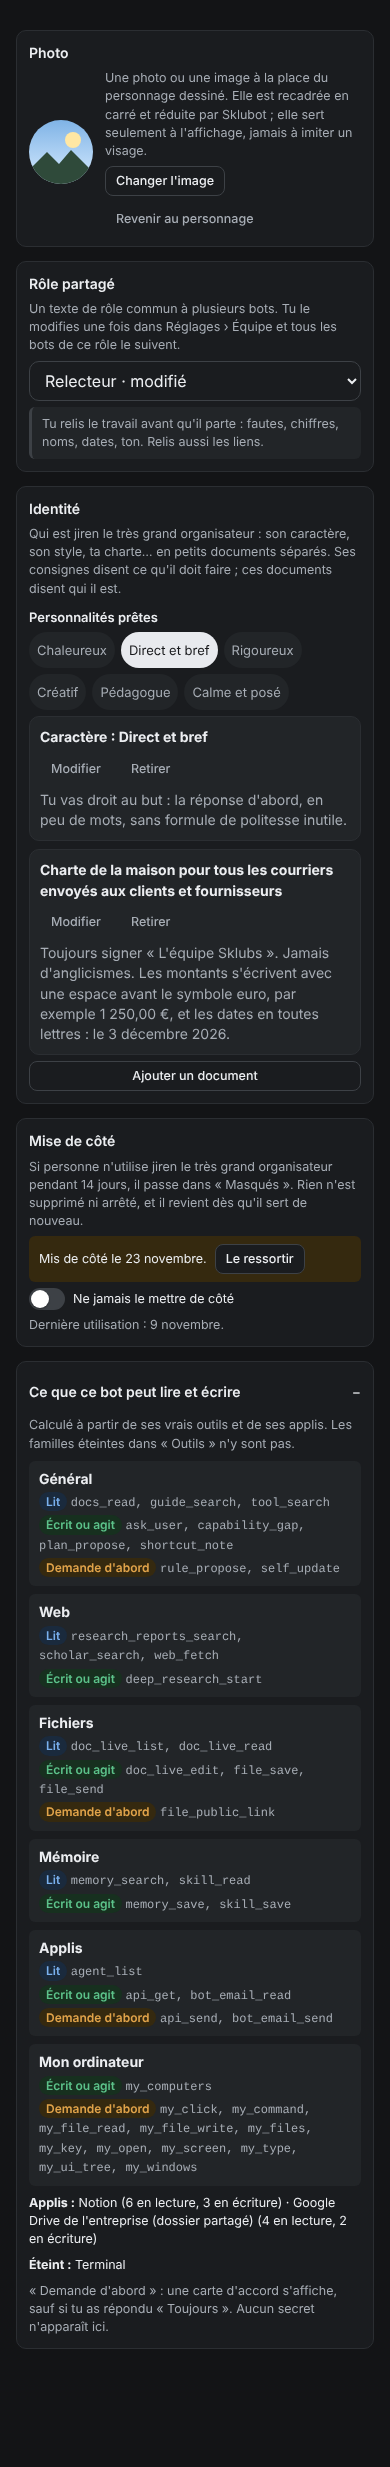 Photo
Une photo ou une image à la place du
personnage dessiné. Elle est recadrée en
carré et réduite par Sklubot ; elle sert
seulement à l'affichage, jamais à imiter un
visage.
Changer l'image
Revenir au personnage
Rôle partagé
Un texte de rôle commun à plusieurs bots. Tu le
modifies une fois dans Réglages › Équipe et tous les
bots de ce rôle le suivent.
Relecteur · modifié
Tu relis le travail avant qu'il parte : fautes, chiffres,
noms, dates, ton. Relis aussi les liens.
Identité
Qui est jiren le très grand organisateur : son caractère,
son style, ta charte... en petits documents séparés. Ses
consignes disent ce qu'il doit faire ; ces documents
disent qui il est.
Personnalités prêtes
Chaleureux Direct et bref Rigoureux
Créatif Pédagogue Calme et posé
Caractère : Direct et bref
Modifier Retirer
Tu vas droit au but : la réponse d'abord, en
peu de mots, sans formule de politesse inutile.
Charte de la maison pour tous les courriers
envoyés aux clients et fournisseurs
Modifier Retirer
Toujours signer « L'équipe Sklubs ». Jamais
d'anglicismes. Les montants s'écrivent avec
une espace avant le symbole euro, par
exemple 1 250,00 €, et les dates en toutes
lettres : le 3 décembre 2026.
Ajouter un document
Mise de côté
Si personne n'utilise jiren le très grand organisateur
pendant 14 jours, il passe dans « Masqués ». Rien n'est
supprimé ni arrêté, et il revient dès qu'il sert de
nouveau.
Mis de côté le 23 novembre. Le ressortir
Ne jamais le mettre de côté
Dernière utilisation : 9 novembre.
Ce que ce bot peut lire et écrire –
Calculé à partir de ses vrais outils et de ses applis. Les
familles éteintes dans « Outils » n'y sont pas.
Général
Lit docs_read, guide_search, tool_search
Écrit ou agit ask_user, capability_gap,
plan_propose, shortcut_note
Demande d'abord rule_propose, self_update
Web
Lit research_reports_search,
scholar_search, web_fetch
Écrit ou agit deep_research_start
Fichiers
Lit doc_live_list, doc_live_read
Écrit ou agit doc_live_edit, file_save,
file_send
Demande d'abord file_public_link
Mémoire
Lit memory_search, skill_read
Écrit ou agit memory_save, skill_save
Applis
Lit agent_list
Écrit ou agit api_get, bot_email_read
Demande d'abord api_send, bot_email_send
Mon ordinateur
Écrit ou agit my_computers
Demande d'abord my_click, my_command,
my_file_read, my_file_write, my_files,
my_key, my_open, my_screen, my_type,
my_ui_tree, my_windows
Applis : Notion (6 en lecture, 3 en écriture) · Google
Drive de l'entreprise (dossier partagé) (4 en lecture, 2
en écriture)
Éteint : Terminal
« Demande d'abord » : une carte d'accord s'affiche,
sauf si tu as répondu « Toujours ». Aucun secret
n'apparaît ici.